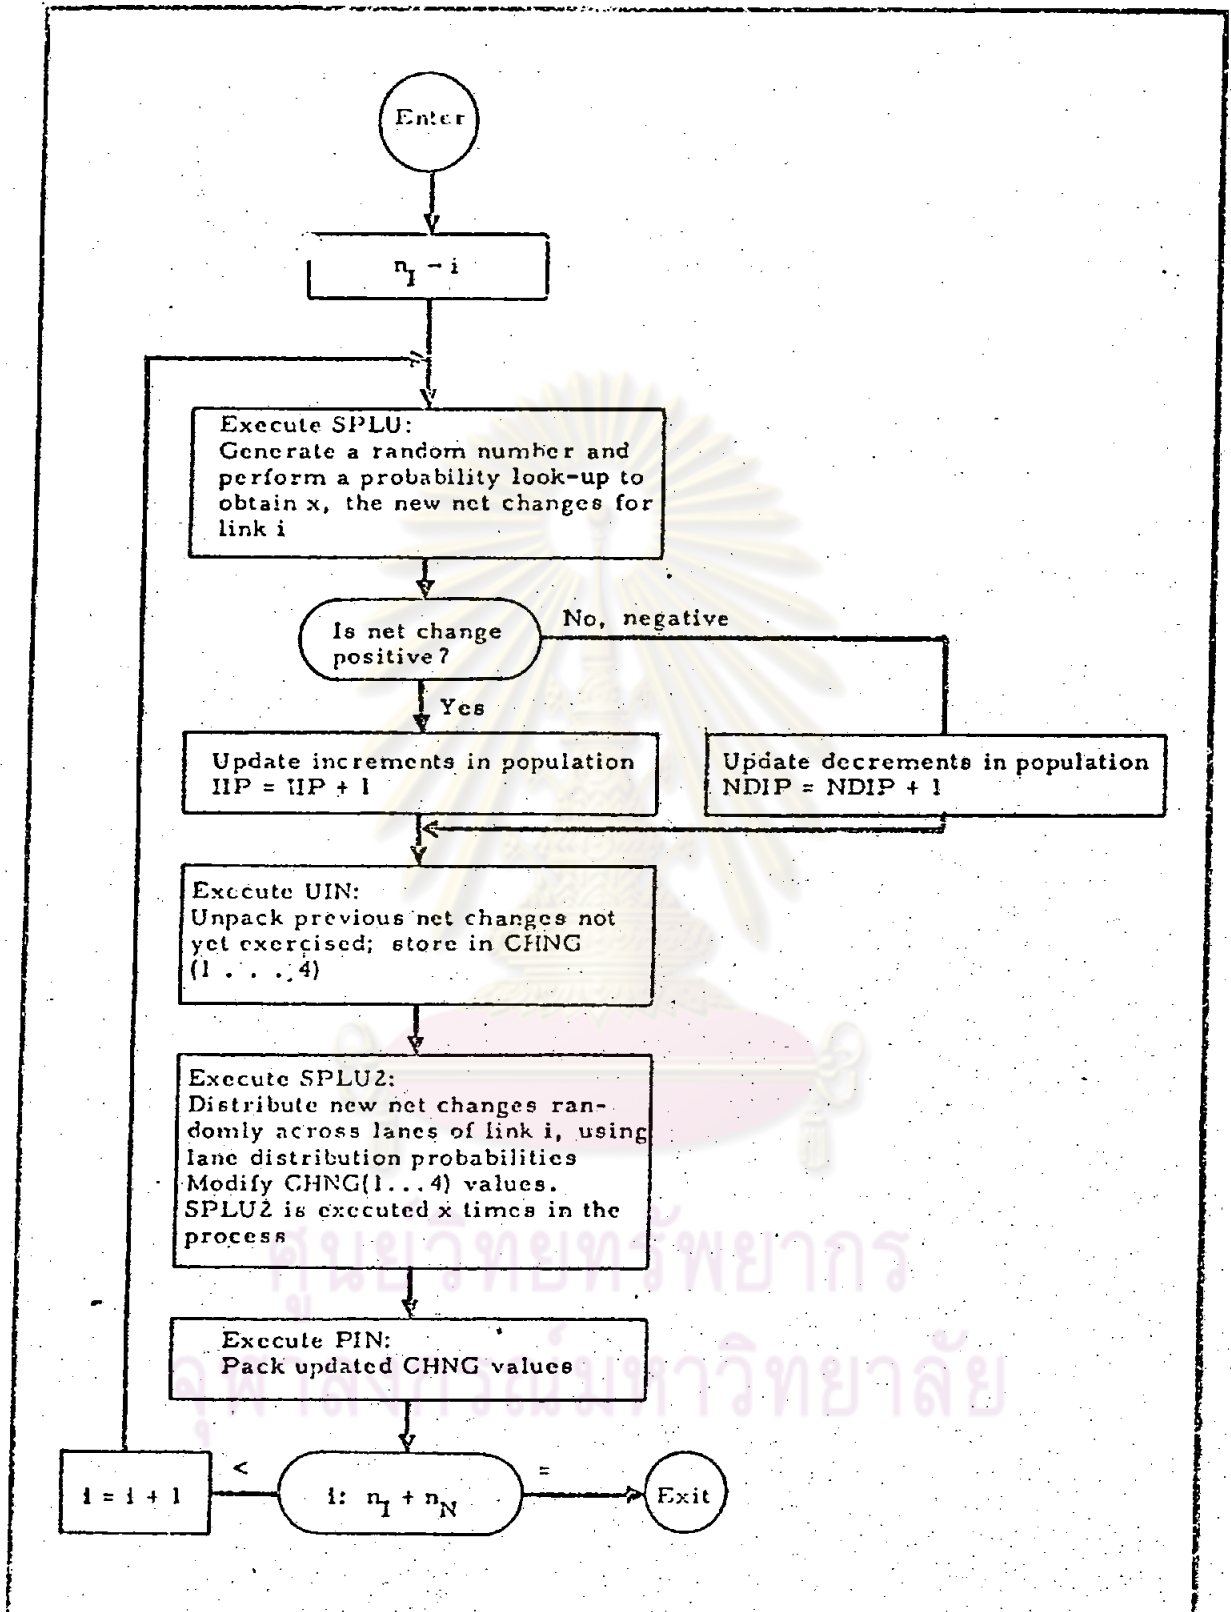 Enter
n_I – i
Execute SPLU:
Generate a random number and
perform a probability look-up to
obtain x, the new net changes for
link i
Is net change
positive?
No, negative
Yes
Update increments in population
IIP = IIP + 1
Update decrements in population
NDIP = NDIP + 1
Execute UIN:
Unpack previous net changes not
yet exercised; store in CHNG
(1 . . . 4)
Execute SPLU2:
Distribute new net changes ran-
domly across lanes of link i, using
lane distribution probabilities
Modify CHNG(1...4) values.
SPLU2 is executed x times in the
process
ศูนย์วิทยทรัพยากร
Execute PIN:
Pack updated CHNG values
จุฬาลงกรณ์มหาวิทยาลัย
i = i + 1
<
i: n_I + n_N
=
Exit